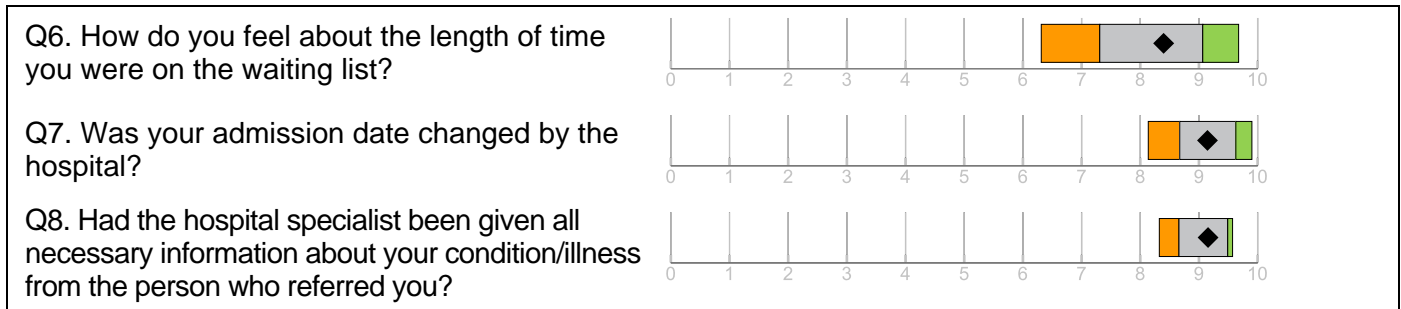 Q6. How do you feel about the length of time
you were on the waiting list?
0 1 2 3 4 5 6 7 8 9 10
Q7. Was your admission date changed by the
hospital?
0 1 2 3 4 5 6 7 8 9 10
Q8. Had the hospital specialist been given all
necessary information about your condition/illness
from the person who referred you?
0 1 2 3 4 5 6 7 8 9 10